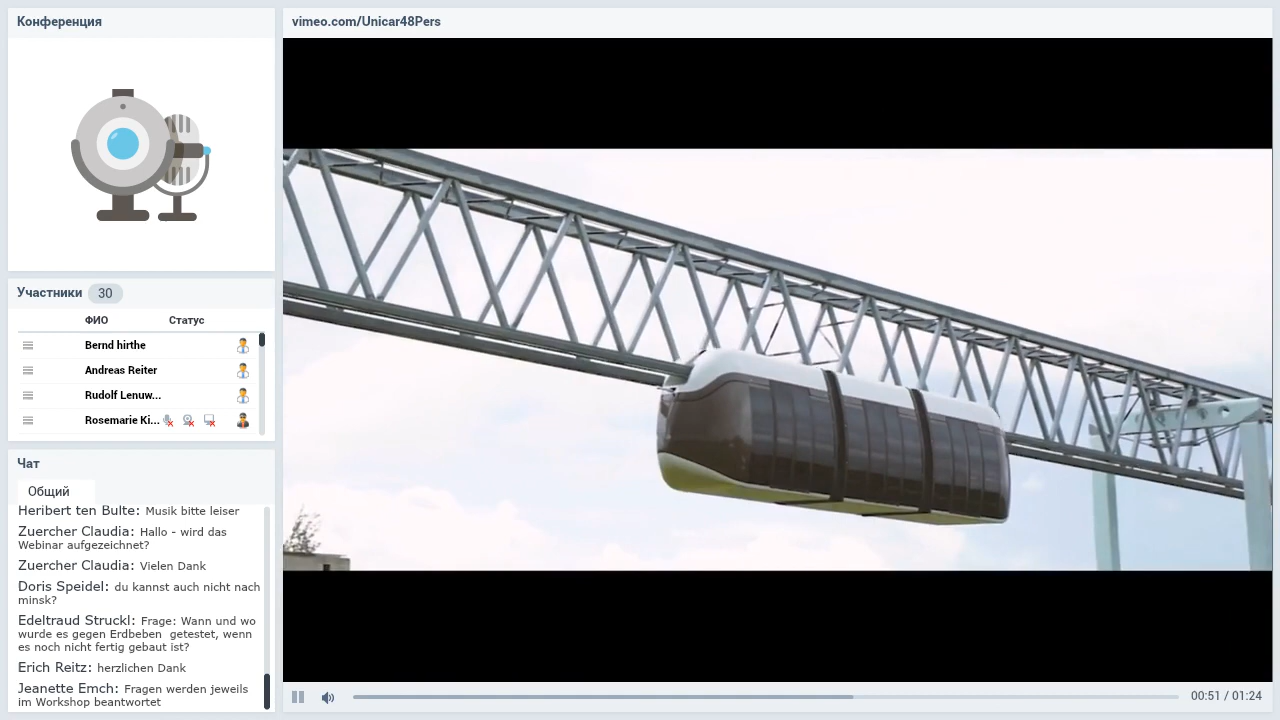 Конференция
vimeo.com/Unicar48Pers
Участники 30
ФИО Статус
Bernd hirthe
Andreas Reiter
Rudolf Lenuw...
Rosemarie Ki...
Чат
Общий
Heribert ten Bulte: Musik bitte leiser
Zuercher Claudia: Hallo - wird das
Webinar aufgezeichnet?
Zuercher Claudia: Vielen Dank
Doris Speidel: du kannst auch nicht nach
minsk?
Edeltraud Struckl: Frage: Wann und wo
wurde es gegen Erdbeben getestet, wenn
es noch nicht fertig gebaut ist?
Erich Reitz: herzlichen Dank
Jeanette Emch: Fragen werden jeweils
im Workshop beantwortet
00:51 / 01:24